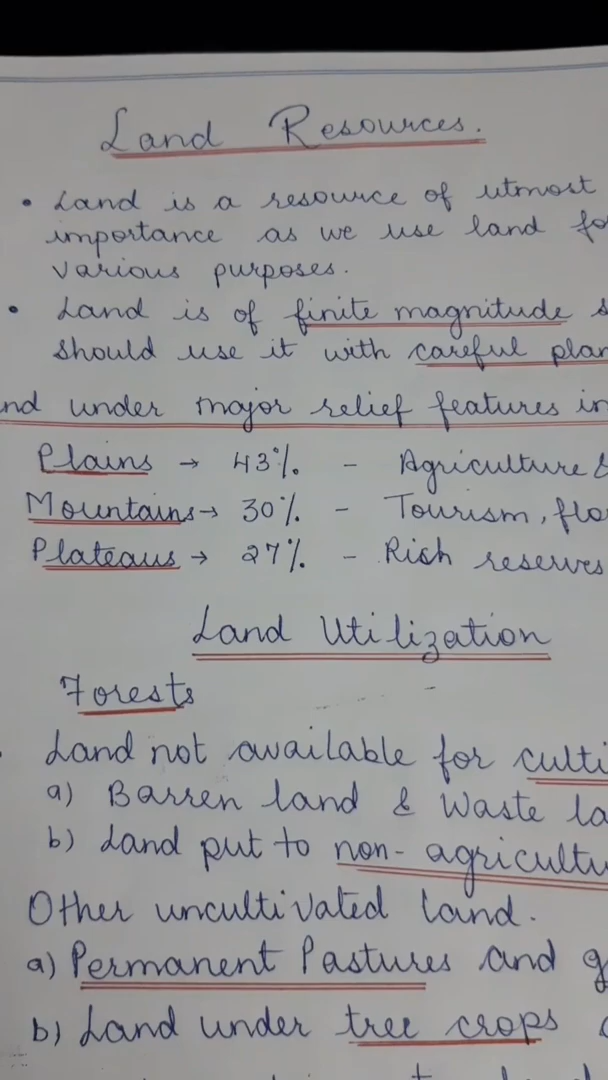 Land Resources.
• Land is a resource of utmost
importance as we use land fo
various purposes.
• Land is of finite magnitude s
should use it with careful plan
nd under major relief features in
Plains → 43% - Agriculture &
Mountains → 30% - Tourism, flo
Plateaus → 27% - Rich reserves
Land Utilization
Forests
Land not available for culti
a) Barren land & Waste la
b) Land put to non-agricultu
Other uncultivated land.
a) Permanent Pastures and g
b) Land under tree crops